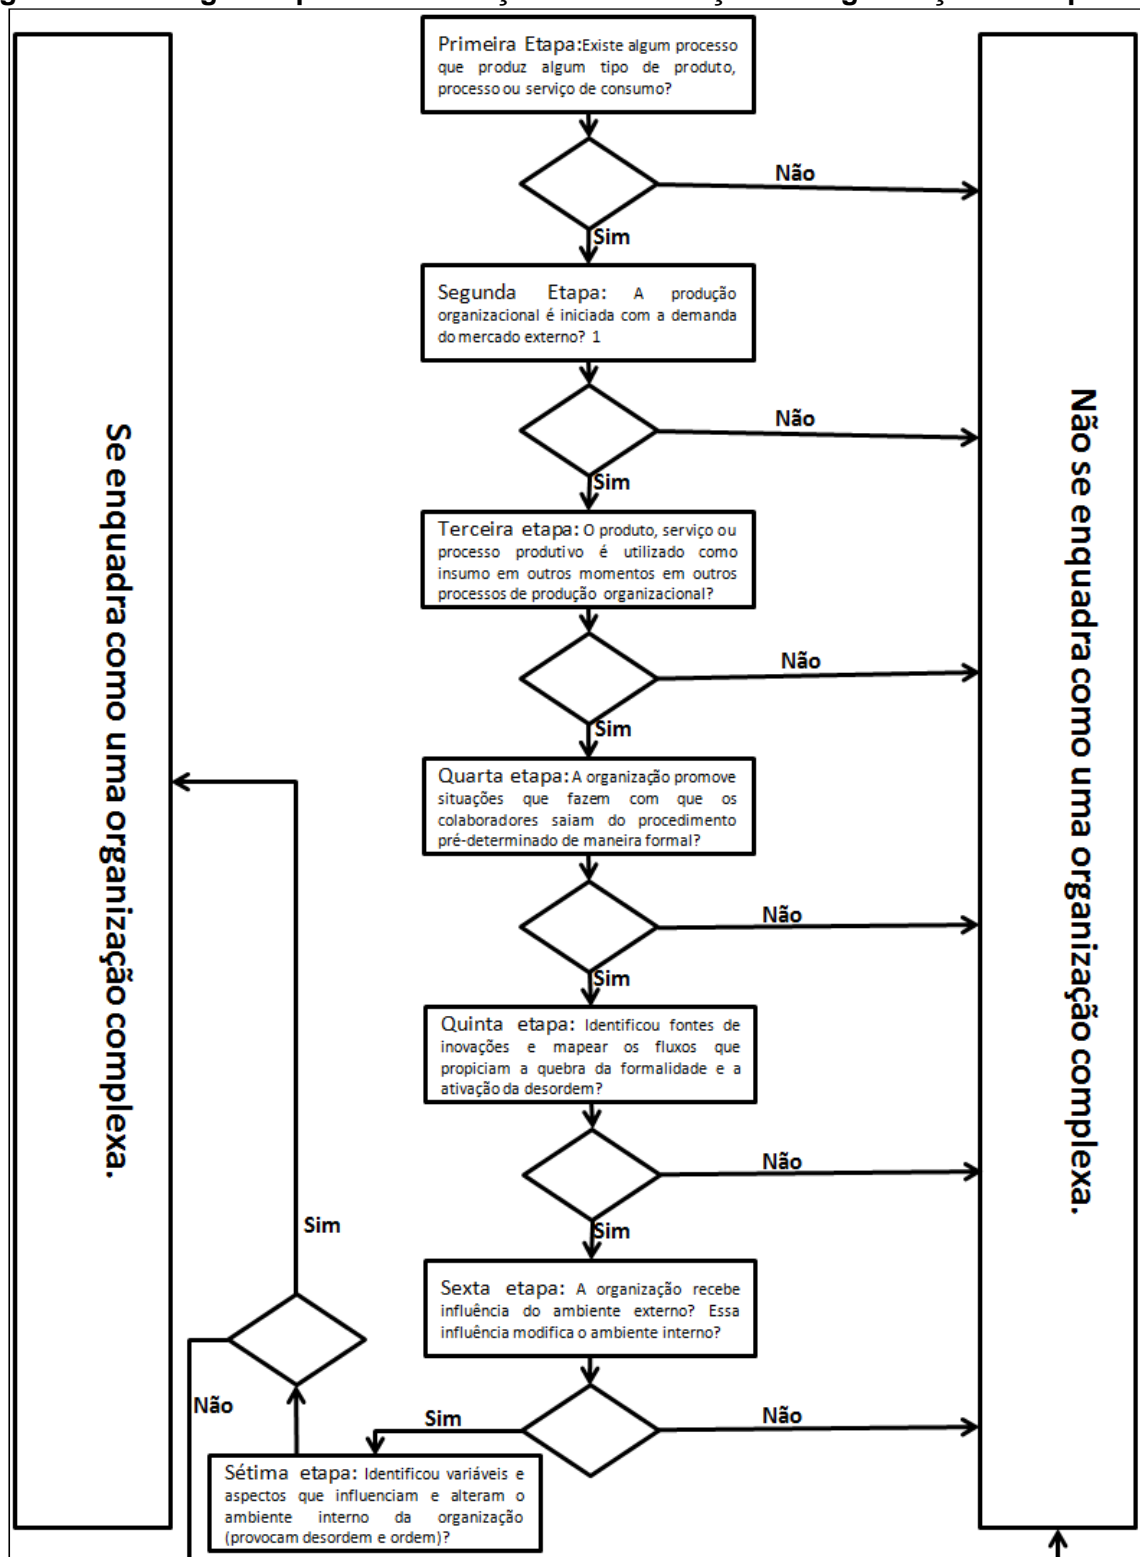 Primeira Etapa:Existe algum processo
que produz algum tipo de produto,
processo ou serviço de consumo?
Não
Sim
Segunda Etapa: A produção
organizacional é iniciada com a demanda
do mercado externo? 1
Não
Sim
Terceira etapa: O produto, serviço ou
processo produtivo é utilizado como
insumo em outros momentos em outros
processos de produção organizacional?
Não
Sim
Quarta etapa: A organização promove
situações que fazem com que os
colaboradores saiam do procedimento
pré-determinado de maneira formal?
Não
Sim
Quinta etapa: Identificou fontes de
inovações e mapear os fluxos que
propiciam a quebra da formalidade e a
ativação da desordem?
Não
Sim
Sexta etapa: A organização recebe
influência do ambiente externo? Essa
influência modifica o ambiente interno?
Não
Sim
Sétima etapa: Identificou variáveis e
aspectos que influenciam e alteram o
ambiente interno da organização
(provocam desordem e ordem)?
Sim
Não
Se enquadra como uma organização complexa.
Não se enquadra como uma organização complexa.